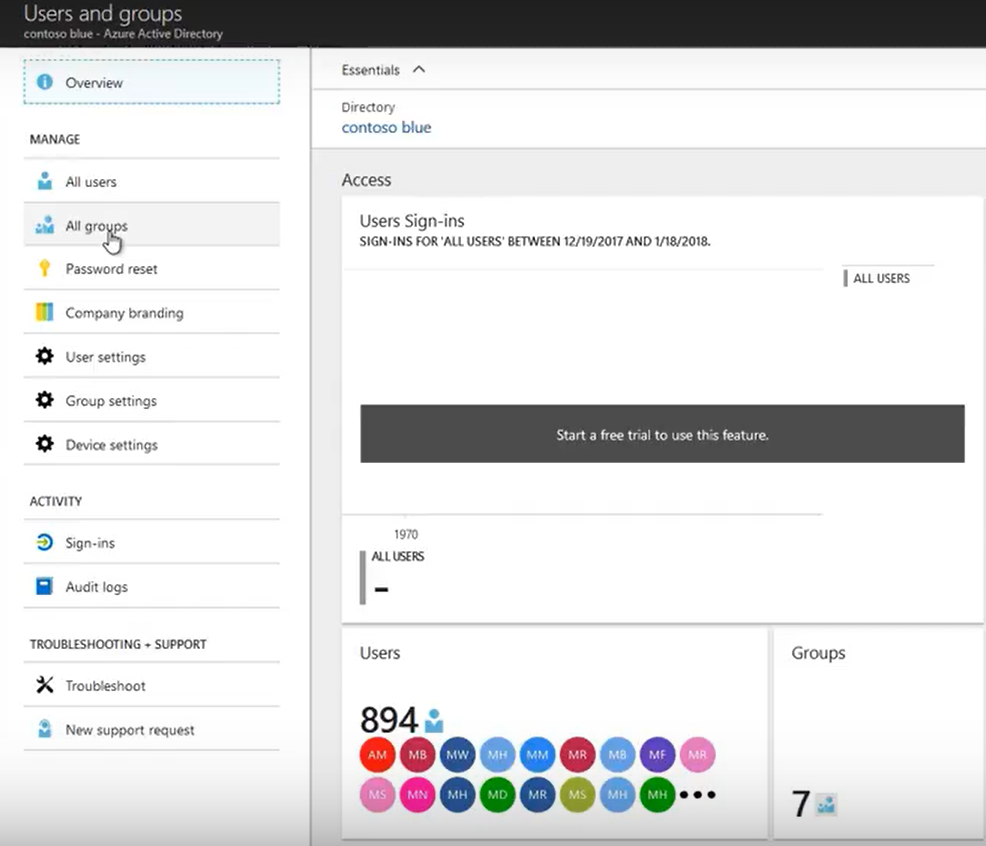 Users and groups
contoso blue - Azure Active Directory
Overview
MANAGE
All users
All groups
Password reset
Company branding
User settings
Group settings
Device settings
ACTIVITY
Sign-ins
Audit logs
TROUBLESHOOTING + SUPPORT
Troubleshoot
New support request
Essentials
Directory
contoso blue
Access
Users Sign-ins
SIGN-INS FOR 'ALL USERS' BETWEEN 12/19/2017 AND 1/18/2018.
ALL USERS
Start a free trial to use this feature.
1970
ALL USERS
–
Users
894
AM MB MW MH MM MR MB MF MR
MS MN MH MD MR MS MH MH •••
Groups
7